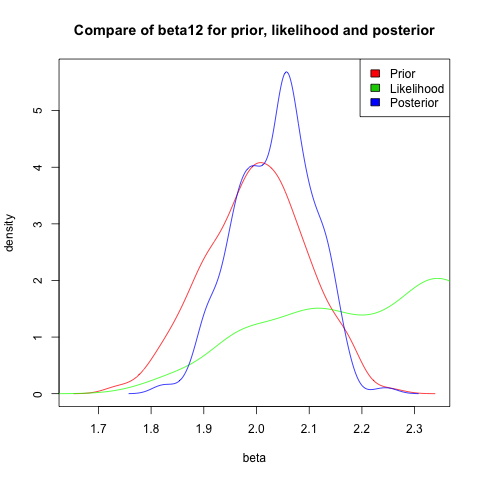 Compare of beta12 for prior, likelihood and posterior
Prior
Likelihood
Posterior
density
5
4
3
2
1
0
1.7 1.8 1.9 2.0 2.1 2.2 2.3
beta